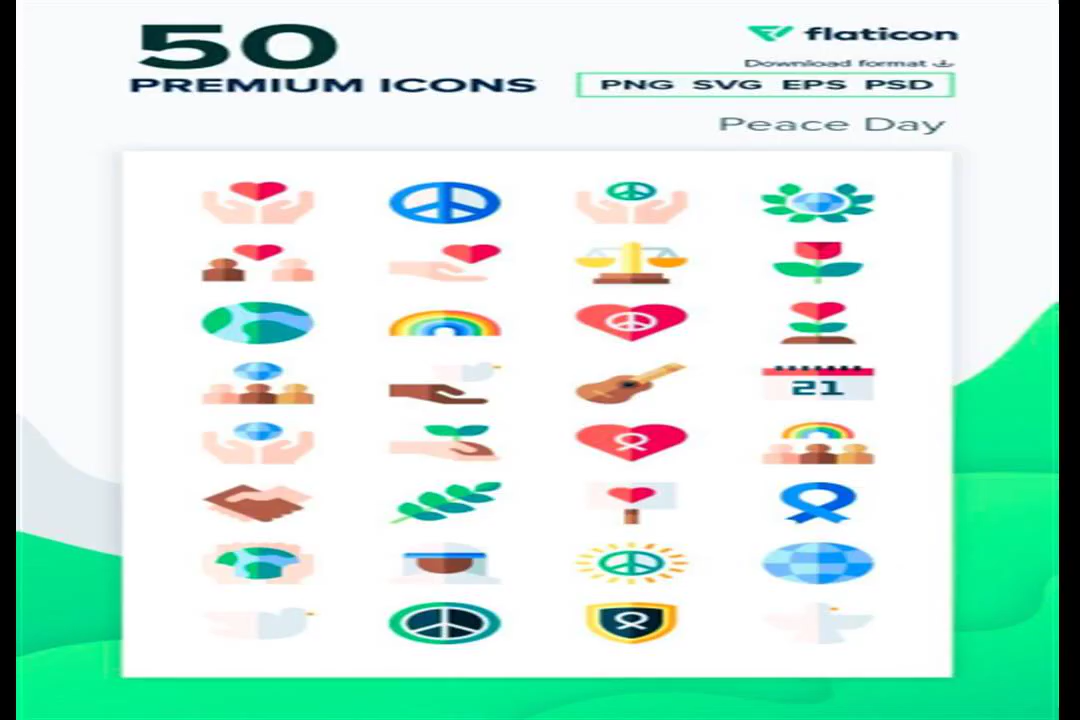 50
PREMIUM ICONS
flaticon
Download format
PNG SVG EPS PSD
Peace Day
21